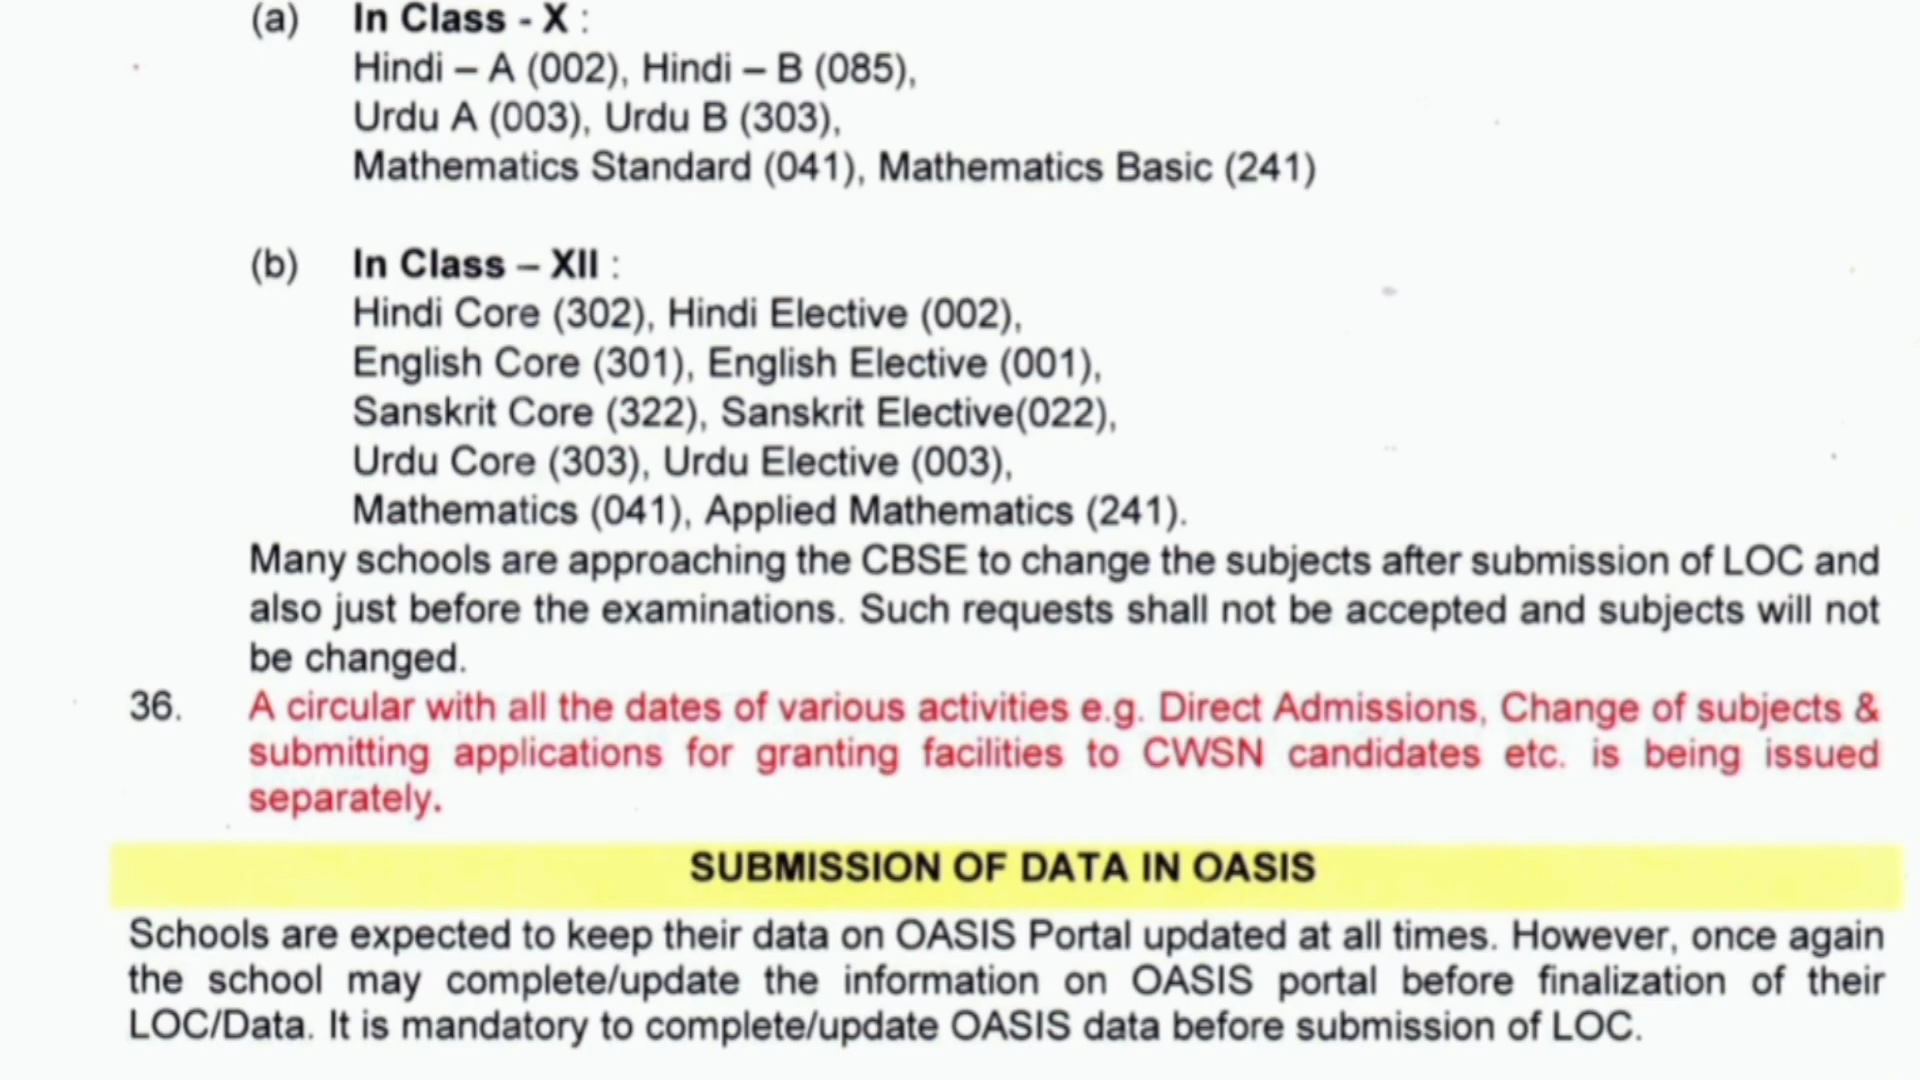 (a) In Class - X :
Hindi – A (002), Hindi – B (085),
Urdu A (003), Urdu B (303),
Mathematics Standard (041), Mathematics Basic (241)
(b) In Class – XII :
Hindi Core (302), Hindi Elective (002),
English Core (301), English Elective (001),
Sanskrit Core (322), Sanskrit Elective(022),
Urdu Core (303), Urdu Elective (003),
Mathematics (041), Applied Mathematics (241).
Many schools are approaching the CBSE to change the subjects after submission of LOC and
also just before the examinations. Such requests shall not be accepted and subjects will not
be changed.
36. A circular with all the dates of various activities e.g. Direct Admissions, Change of subjects &
submitting applications for granting facilities to CWSN candidates etc. is being issued
separately.
SUBMISSION OF DATA IN OASIS
Schools are expected to keep their data on OASIS Portal updated at all times. However, once again
the school may complete/update the information on OASIS portal before finalization of their
LOC/Data. It is mandatory to complete/update OASIS data before submission of LOC.